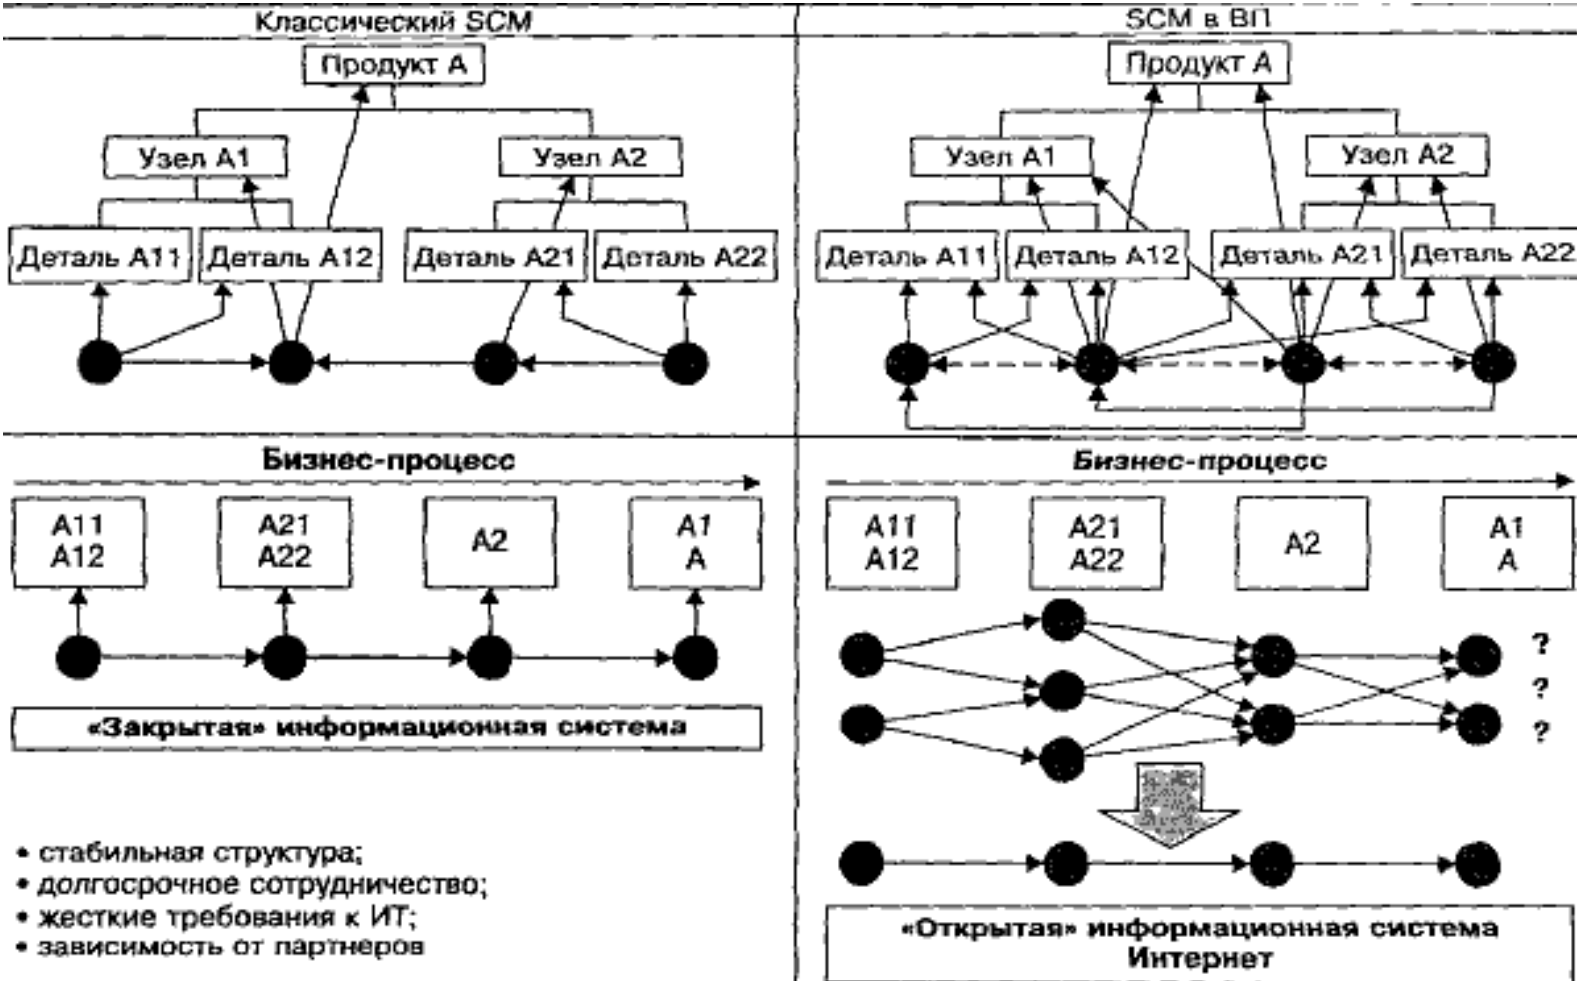 Классический SCM
Продукт А
Узел А1
Узел А2
Деталь А11
Деталь А12
Деталь А21
Деталь А22
SCM в ВП
Продукт А
Узел А1
Узел А2
Деталь А11
Деталь А12
Деталь А21
Деталь А22
Бизнес-процесс
А11
А12
А21
А22
А2
А1
А
«Закрытая» информационная система
• стабильная структура;
• долгосрочное сотрудничество;
• жесткие требования к ИТ;
• зависимость от партнеров
Бизнес-процесс
А11
А12
А21
А22
А2
А1
А
?
?
?
«Открытая» информационная система
Интернет